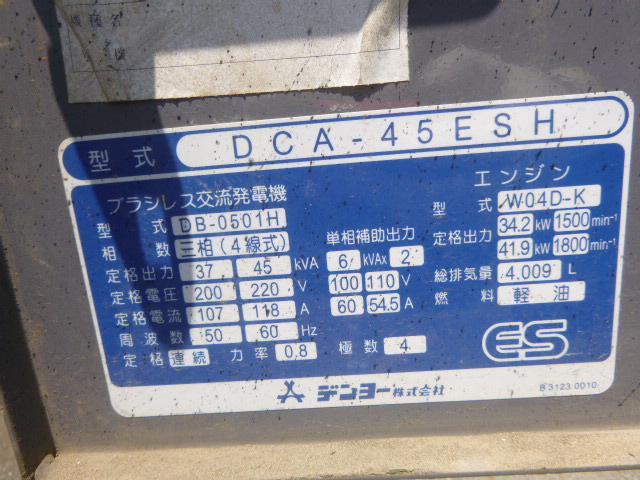 機種名
機
型式 DCA-45ESH
ブラシレス交流発電機
型式 DB-0501H
相数 三相(4線式)
定格出力 37 45 kVA
定格電圧 200 220 V
定格電流 107 118 A
周波数 50 60 Hz
定格 連続 力率 0.8 極数 4
単相補助出力
6 kVAx 2
100 110 V
60 54.5 A
エンジン
型式 W04D-K
定格出力 34.2 kW 1500 min⁻¹
41.9 kW 1800 min⁻¹
総排気量 4.009 L
燃料 軽油
ES
デンヨー株式会社
B 3123 0010